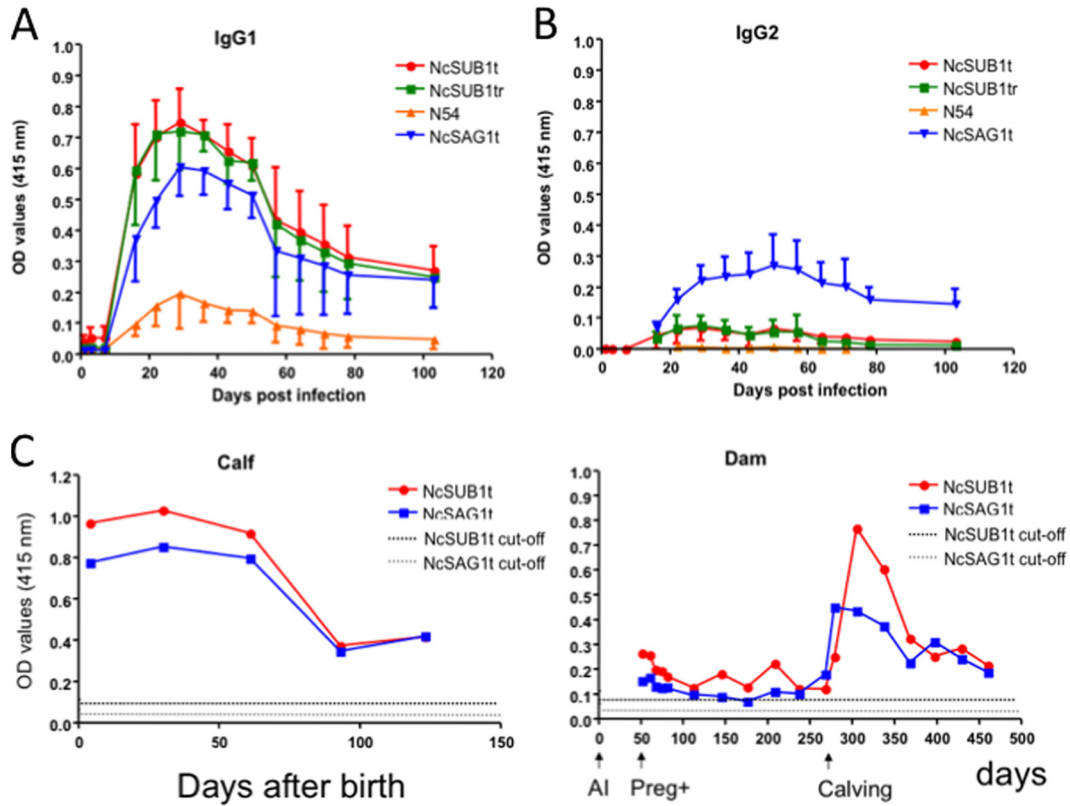 A
IgG1
OD values (415 nm)
1.0
0.9
0.8
0.7
0.6
0.5
0.4
0.3
0.2
0.1
0.0
0 20 40 60 80 100 120
Days post infection
NcSUB1t
NcSUB1tr
N54
NcSAG1t
B
IgG2
OD values (415 nm)
1.0
0.9
0.8
0.7
0.6
0.5
0.4
0.3
0.2
0.1
0.0
0 20 40 60 80 100 120
Days post infection
NcSUB1t
NcSUB1tr
N54
NcSAG1t
C
Calf
OD values (415 nm)
1.2
1.0
0.8
0.6
0.4
0.2
0.0
0 50 100 150
Days after birth
NcSUB1t
NcSAG1t
NcSUB1t cut-off
NcSAG1t cut-off
Dam
1.0
0.9
0.8
0.7
0.6
0.5
0.4
0.3
0.2
0.1
0.0
0 50 100 150 200 250 300 350 400 450 500
AI Preg+ Calving days
NcSUB1t
NcSAG1t
NcSUB1t cut-off
NcSAG1t cut-off